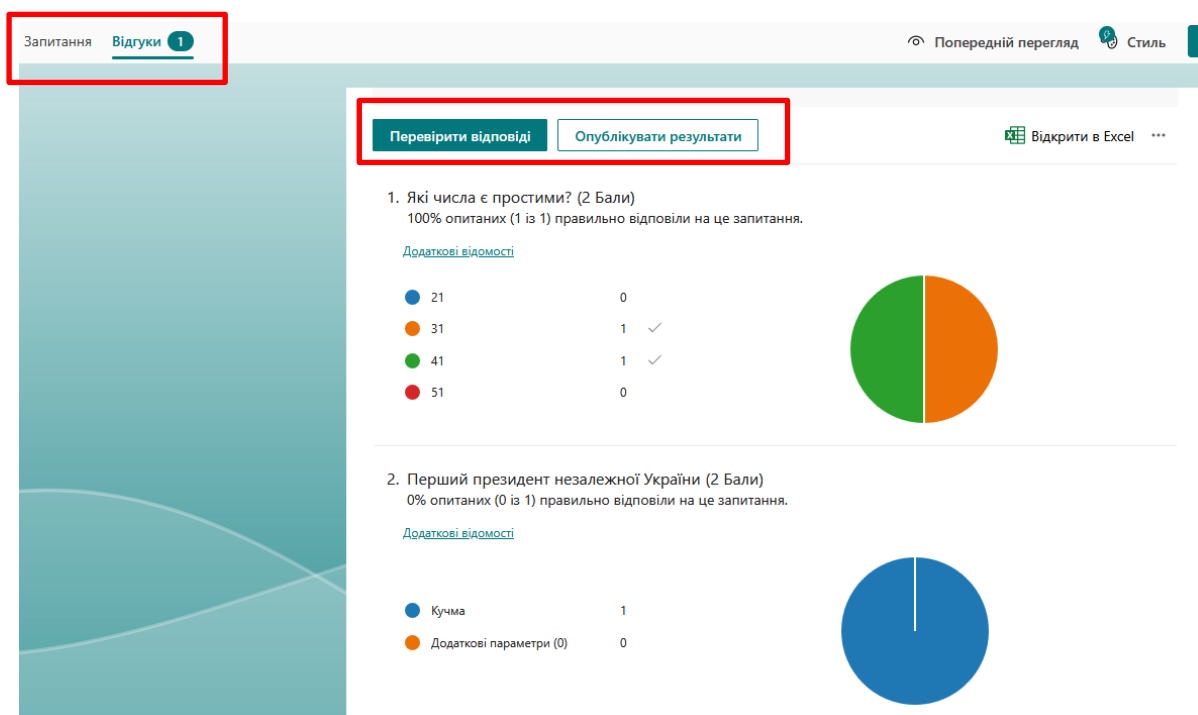 Запитання Відгуки 1 Попередній перегляд Стиль
Перевірити відповіді Опублікувати результати Відкрити в Excel ...
1. Які числа є простими? (2 Бали)
100% опитаних (1 із 1) правильно відповіли на це запитання.
Додаткові відомості
21 0
31 1
41 1
51 0
2. Перший президент незалежної України (2 Бали)
0% опитаних (0 із 1) правильно відповіли на це запитання.
Додаткові відомості
Кучма 1
Додаткові параметри (0) 0